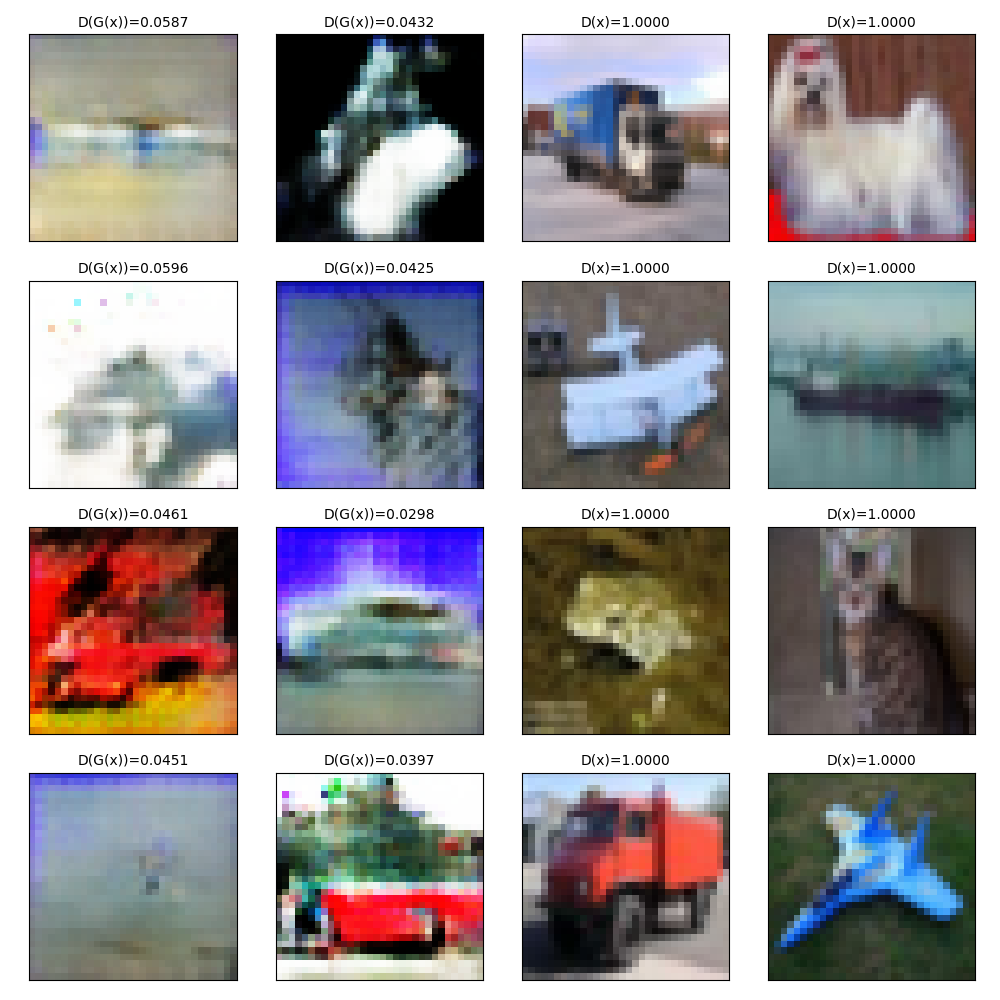 D(G(x))=0.0587
D(G(x))=0.0432
D(x)=1.0000
D(x)=1.0000
D(G(x))=0.0596
D(G(x))=0.0425
D(x)=1.0000
D(x)=1.0000
D(G(x))=0.0461
D(G(x))=0.0298
D(x)=1.0000
D(x)=1.0000
D(G(x))=0.0451
D(G(x))=0.0397
D(x)=1.0000
D(x)=1.0000